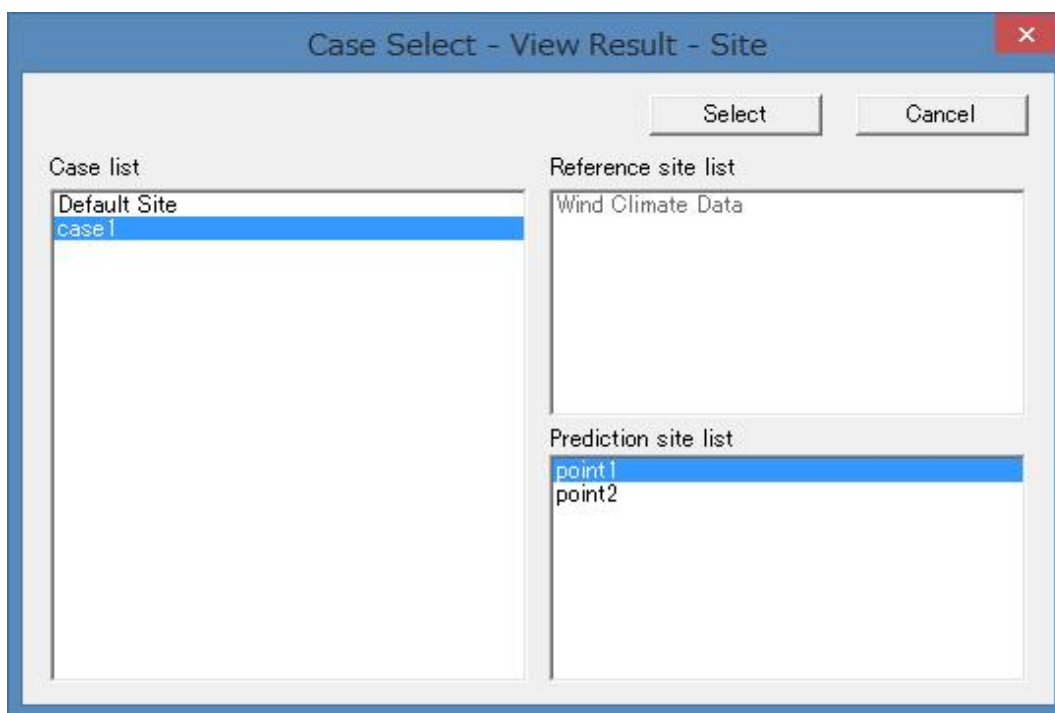 Case Select - View Result - Site
Select
Cancel
Case list
Default Site
case1
Reference site list
Wind Climate Data
Prediction site list
point1
point2